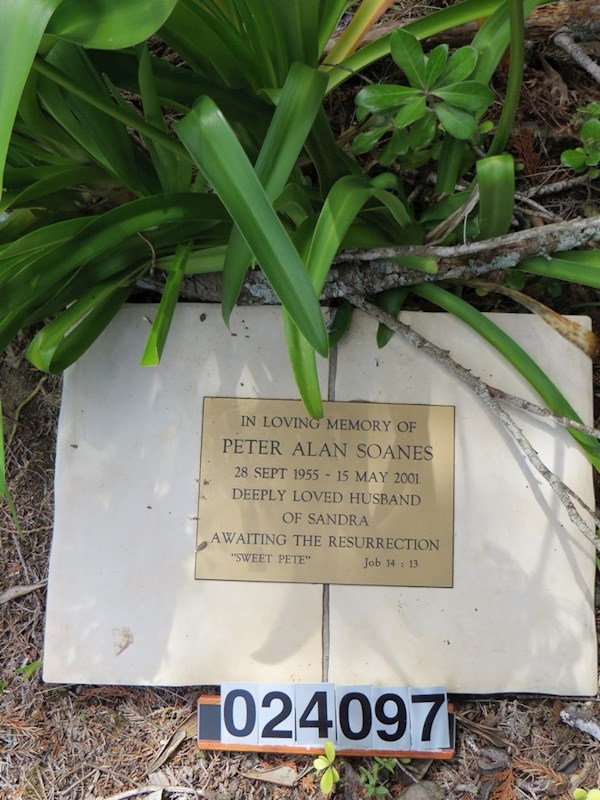 IN LOVING MEMORY OF
PETER ALAN SOANES
28 SEPT 1955 - 15 MAY 2001
DEEPLY LOVED HUSBAND
OF SANDRA
AWAITING THE RESURRECTION
"SWEET PETE" Job 14 : 13
024097